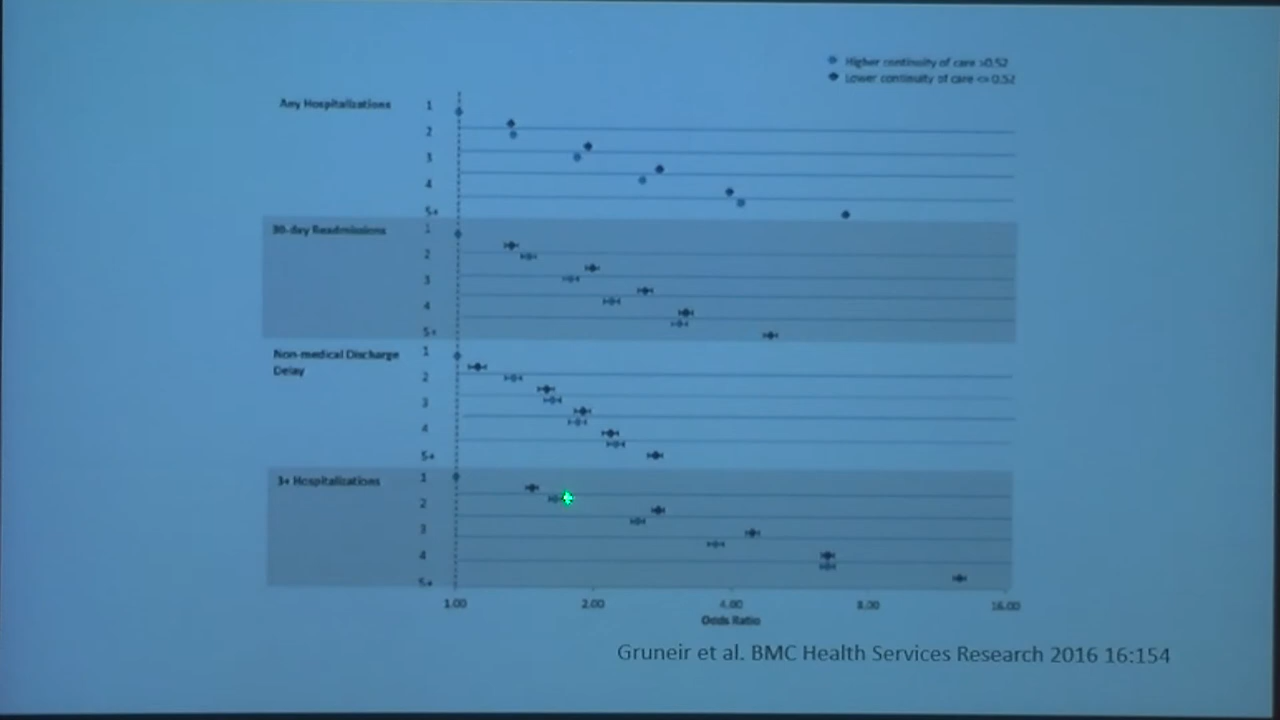 Higher continuity of care >0.52
Lower continuity of care <= 0.52
Any Hospitalizations
1
2
3
4
5+
30-day Readmissions
1
2
3
4
5+
Non-medical Discharge
Delay
1
2
3
4
5+
3+ Hospitalizations
1
2
3
4
5+
1.00 2.00 4.00 8.00 16.00
Odds Ratio
Gruneir et al. BMC Health Services Research 2016 16:154